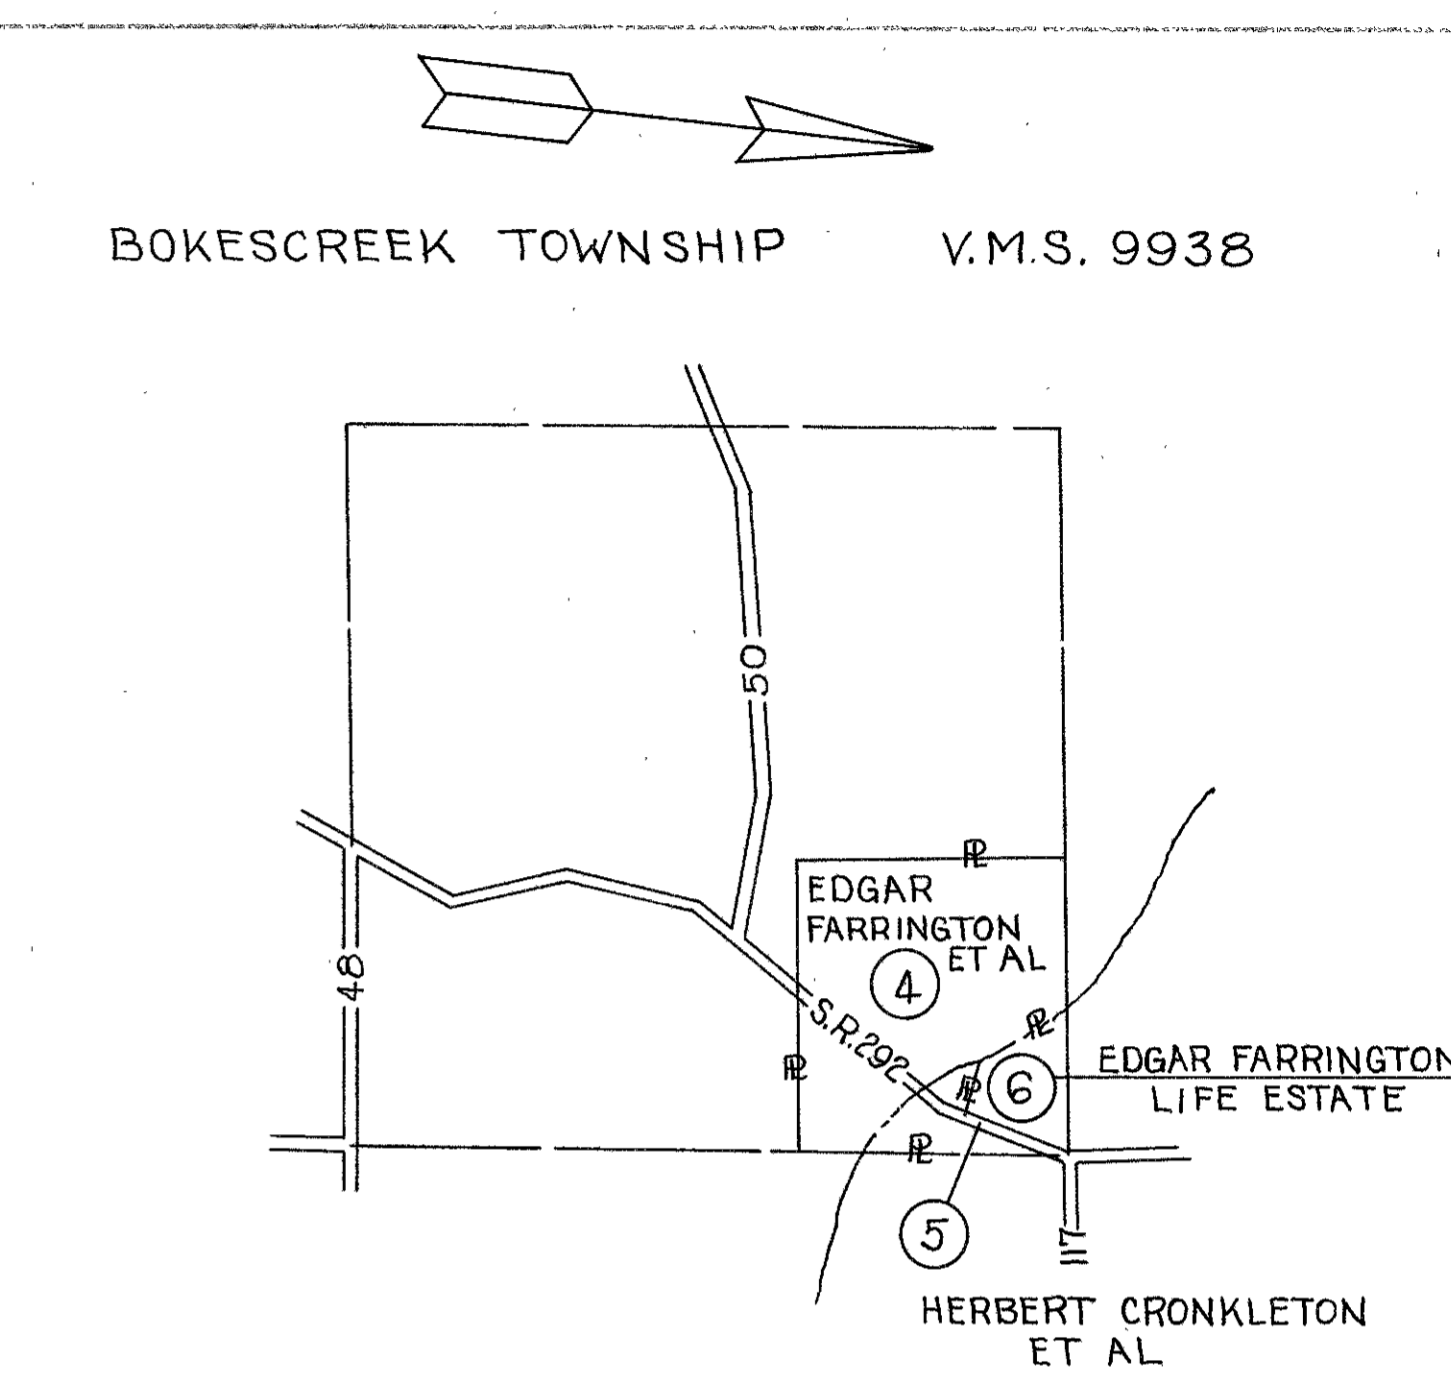 BOKESCREEK TOWNSHIP V.M.S. 9938
50
PL
EDGAR
FARRINGTON
ET AL
4
48
S.R.292
PL
PL
PL
6
EDGAR FARRINGTON
LIFE ESTATE
PL
5
117
HERBERT CRONKLETON
ET AL